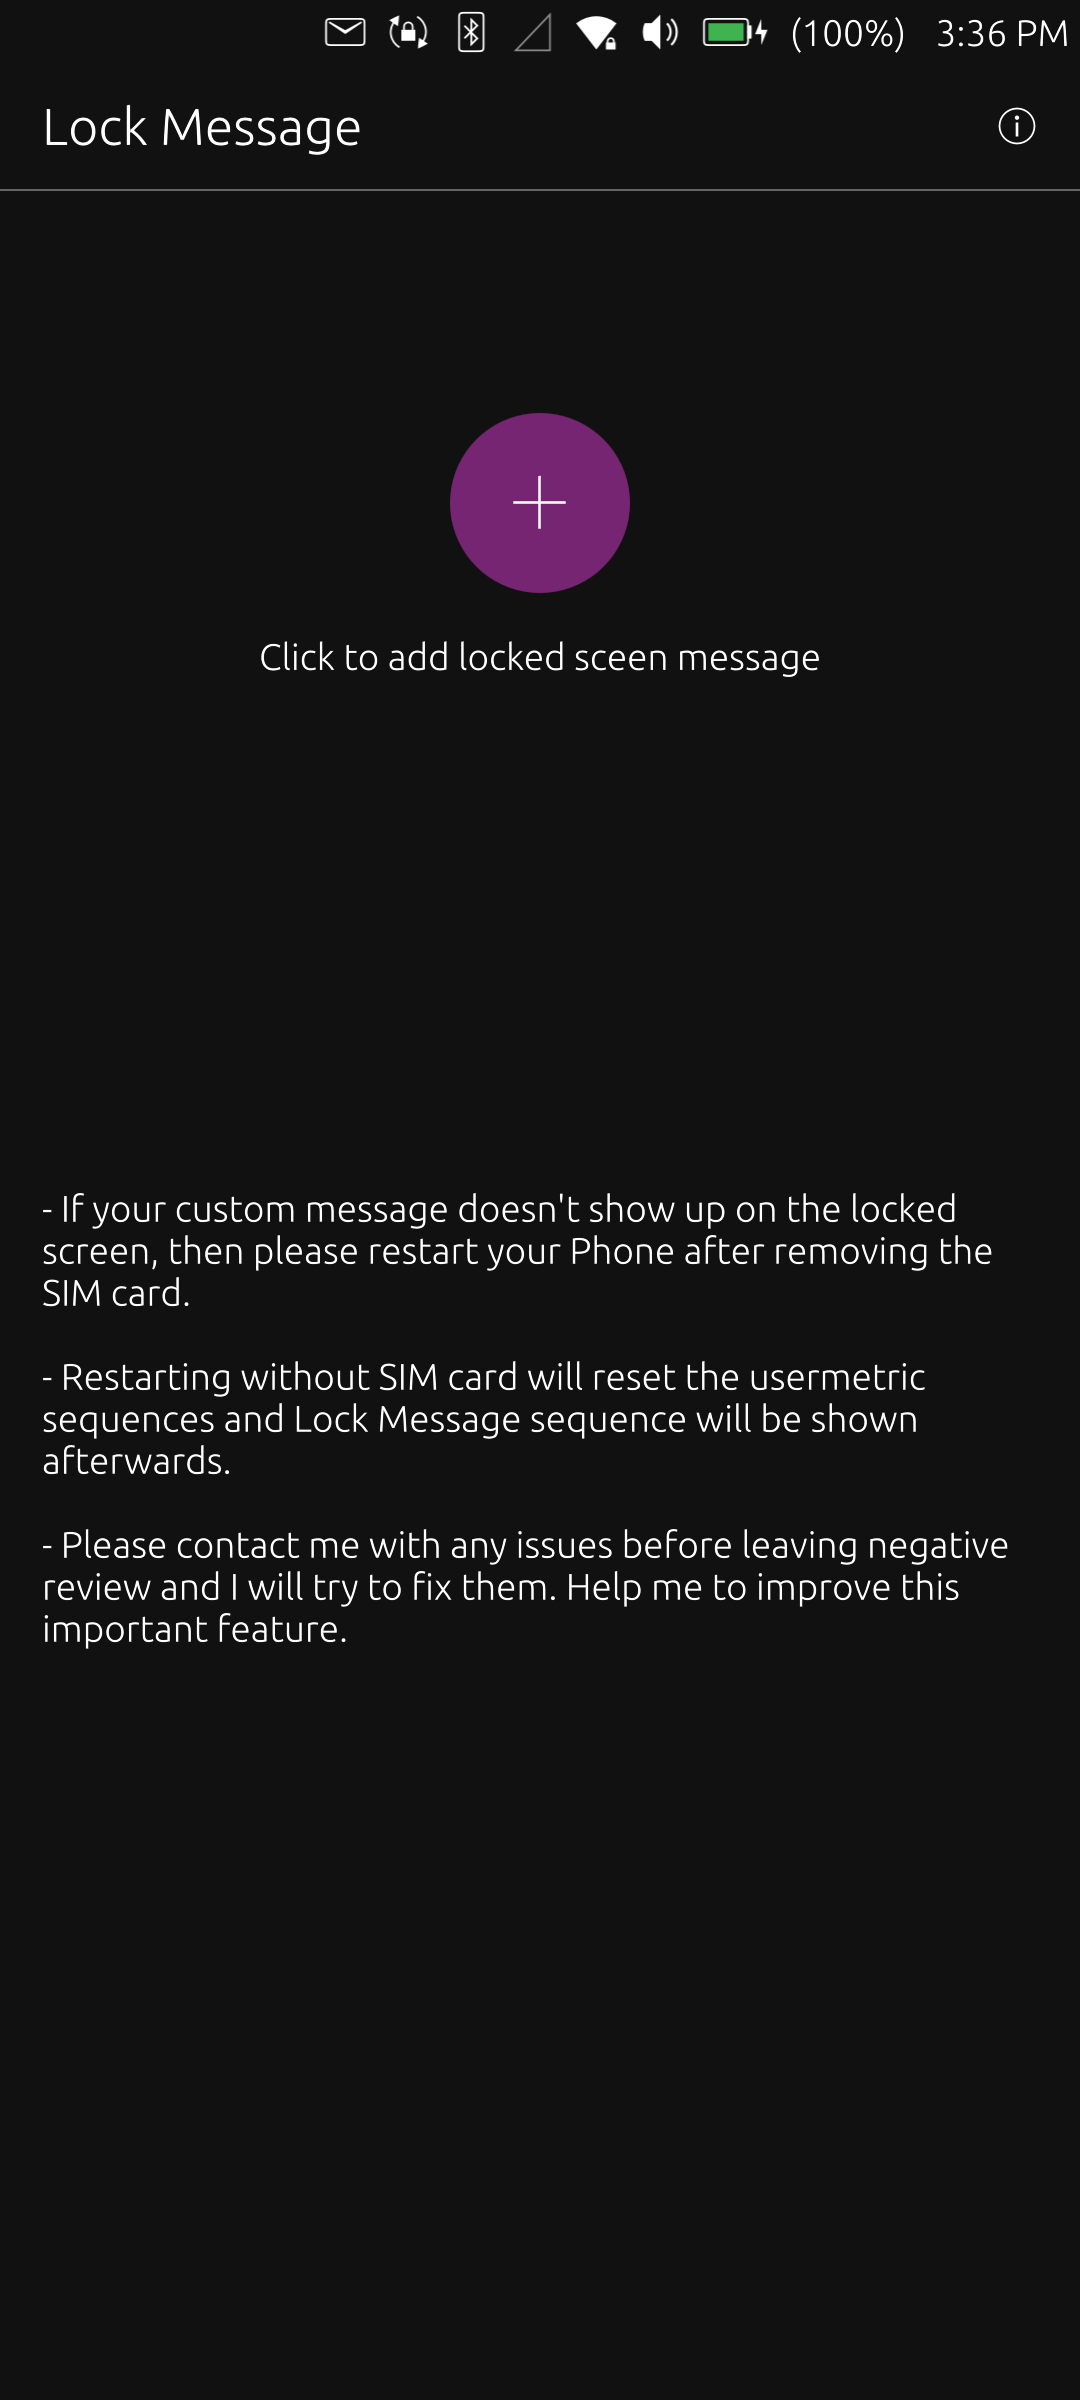 (100%) 3:36 PM
Lock Message
Click to add locked sceen message
- If your custom message doesn't show up on the locked
screen, then please restart your Phone after removing the
SIM card.
- Restarting without SIM card will reset the usermetric
sequences and Lock Message sequence will be shown
afterwards.
- Please contact me with any issues before leaving negative
review and I will try to fix them. Help me to improve this
important feature.